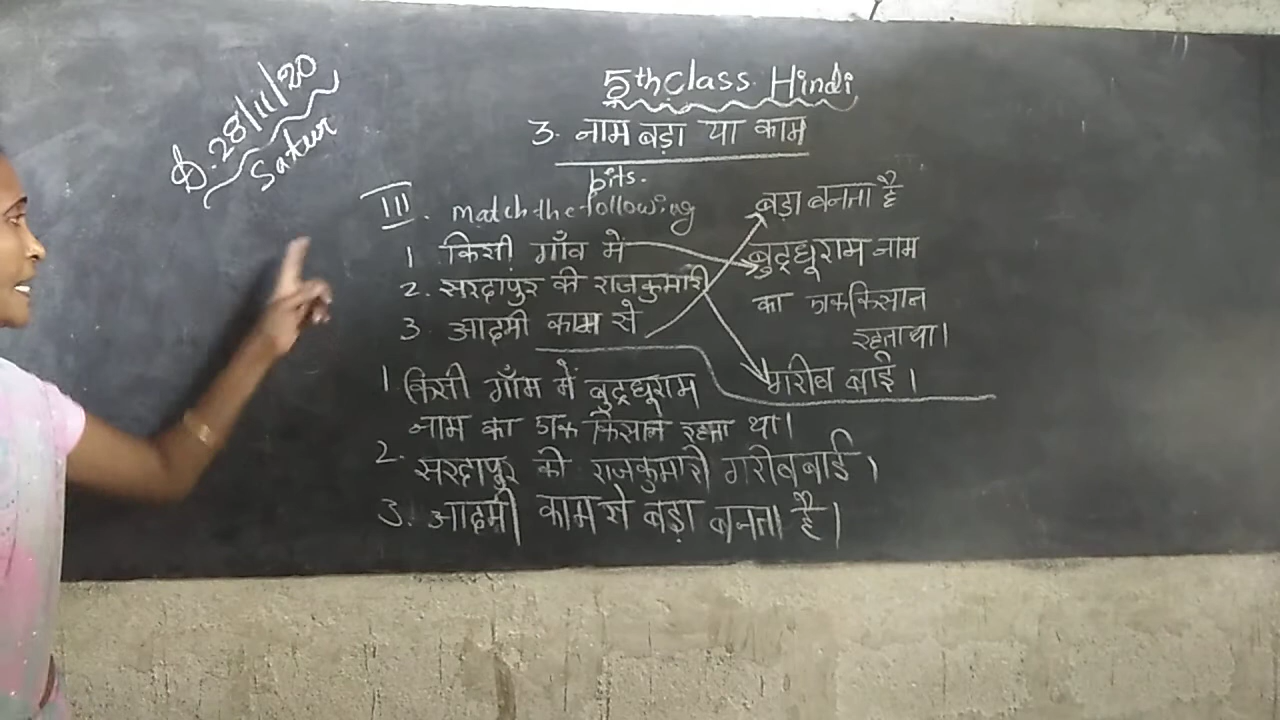 D. 28/11/20
Satur
5th class Hindi
3. नाम बड़ा या काम
bits.
III. Match the following
1 किसी गाँव में
2. सरदापुर की राजकुमारी
3. आदमी काम से
बड़ा बनता है
बुद्धूराम नाम
का एक किसान
रहता था।
गरीब बाई।
1 किसी गाँम में बुद्धूराम
नाम का एक किसान रहता था।
2. सरदापुर की राजकुमारी गरीबबाई।
3. आदमी काम से बड़ा बनता है।